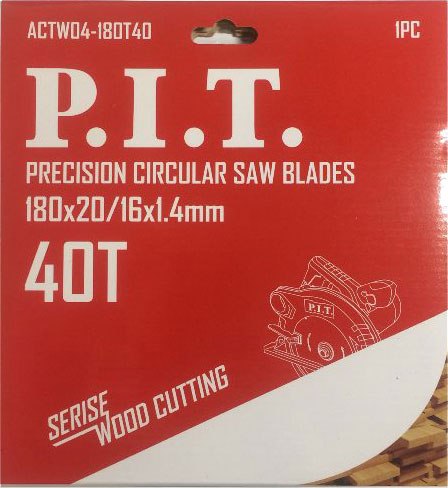 ACTW04-180T40
1PC
P.I.T.
PRECISION CIRCULAR SAW BLADES
180x20/16x1.4mm
40T
P.I.T.
SERISE
WOOD CUTTING